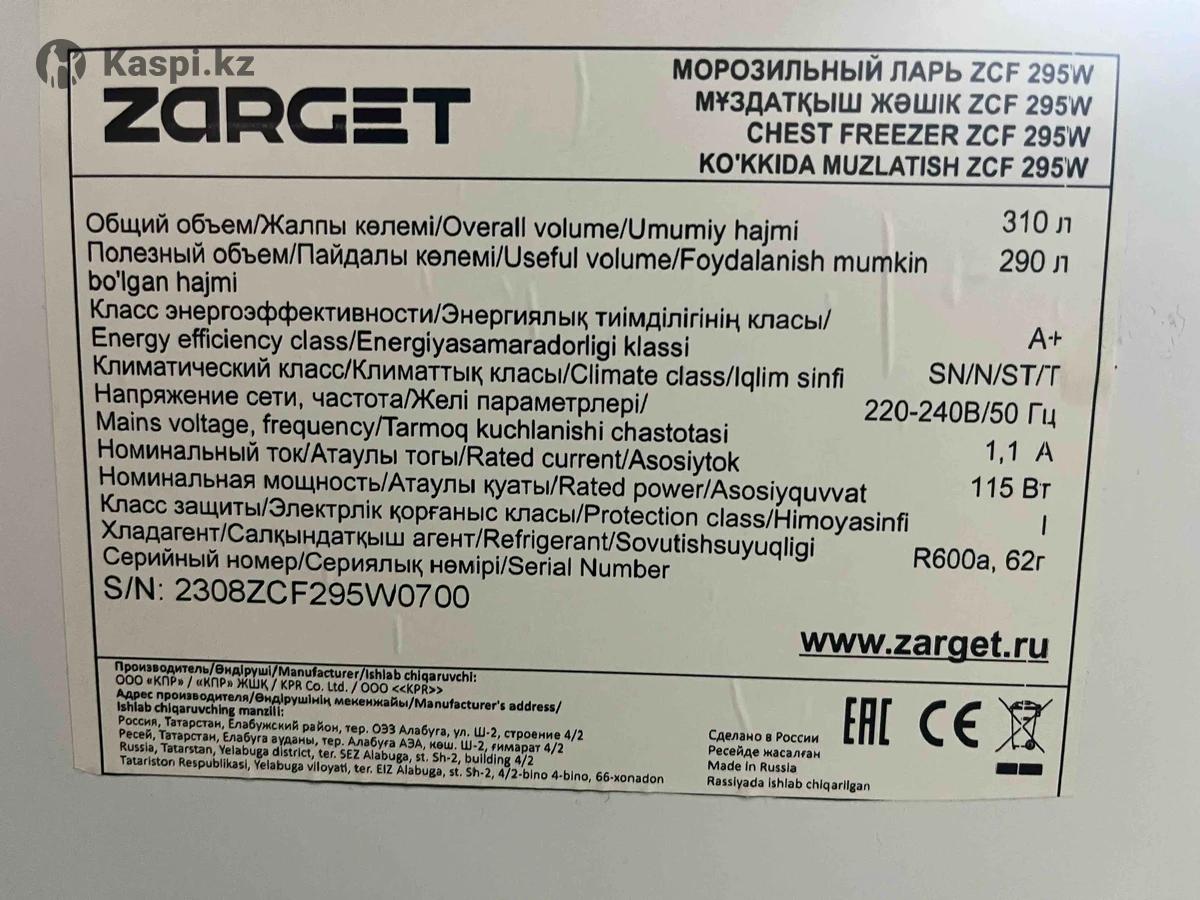 Kaspi.kz
ZARGET
МОРОЗИЛЬНЫЙ ЛАРЬ ZCF 295W
МҰЗДАТҚЫШ ЖӘШІК ZCF 295W
CHEST FREEZER ZCF 295W
KO'KKIDA MUZLATISH ZCF 295W
Общий объем/Жалпы көлемі/Overall volume/Umumiy hajmi 310 л
Полезный объем/Пайдалы көлемі/Useful volume/Foydalanish mumkin 290 л
bo'lgan hajmi
Класс энергоэффективности/Энергиялық тиімділігінің класы/
Energy efficiency class/Energiyasamaradorligi klassi A+
Климатический класс/Климаттық класы/Climate class/Iqlim sinfi SN/N/ST/T
Напряжение сети, частота/Желі параметрлері/
Mains voltage, frequency/Tarmoq kuchlanishi chastotasi 220-240В/50 Гц
Номинальный ток/Атаулы тогы/Rated current/Asosiytok 1,1 А
Номинальная мощность/Атаулы қуаты/Rated power/Asosiyquvvat 115 Вт
Класс защиты/Электрлік қорғаныс класы/Protection class/Himoyasinfi I
Хладагент/Салқындатқыш агент/Refrigerant/Sovutishsuyuqligi R600a, 62г
Серийный номер/Сериялық немірі/Serial Number
S/N: 2308ZCF295W0700
www.zarget.ru
Производитель/Өндіруші/Manufacturer/Ishlab chiqaruvchi:
ООО «КПР» / «КПР» ЖШҚ / KPR Co. Ltd. / ООО <<KPR>>
Адрес производителя/Өндірушінің мекенжайы/Manufacturer's address/
Ishlab chiqaruvching manzili:
Россия, Татарстан, Елабужский район, тер. ОЭЗ Алабуга, ул. Ш-2, строение 4/2
Ресей, Татарстан, Елабуга ауданы, тер. Алабуға АЭА, көш. Ш-2, ғимарат 4/2
Russia, Tatarstan, Yelabuga district, ter. SEZ Alabuga, st. Sh-2, building 4/2
Tatariston Respublikasi, Yelabuga viloyati, ter. EIZ Alabuga, st. Sh-2, 4/2-bino 4-bino, 66-xonadon
Сделано в России
Ресейде жасалған
Made in Russia
Rassiyada ishlab chiqarilgan
EAC CE